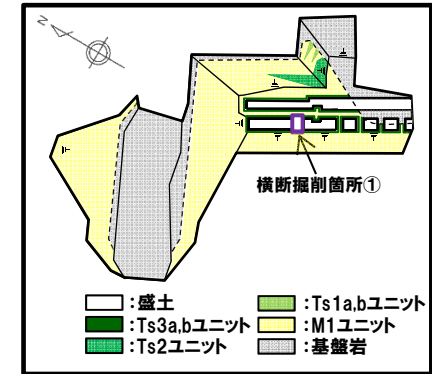 N
横断掘削箇所①
:盛土
:Ts1a,bユニット
:Ts3a,bユニット
:M1ユニット
:Ts2ユニット
:基盤岩